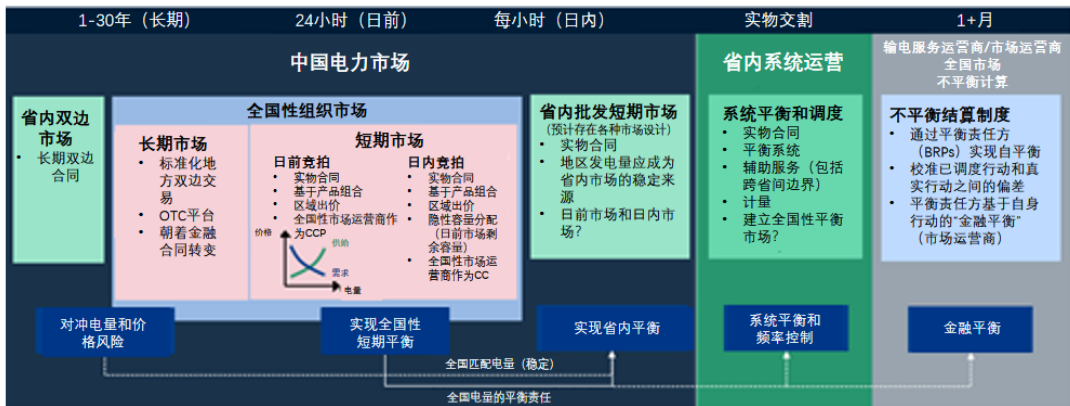 1-30年（长期）
24小时（日前）
每小时（日内）
实物交割
1+月
中国电力市场
省内系统运营
输电服务运营商/市场运营商
全国市场
不平衡计算
省内双边
市场
• 长期双边
合同
全国性组织市场
长期市场
• 标准化地
方双边交
易
• OTC平台
• 朝着金融
合同转变
短期市场
日前竞拍
• 实物合同
• 基于产品组合
• 区域出价
• 全国性市场运营商作
为CCP
价格
供给
需求
电量
日内竞拍
• 实物合同
• 基于产品组合
• 区域出价
• 隐性容量分配
（日前市场剩
余容量）
• 全国性市场运
营商作为CC
省内批发短期市场
（预计存在各种市场设计）
• 实物合同
• 地区发电量应成为
省内市场的稳定来
源
• 日前市场和日内市
场？
系统平衡和调度
• 实物合同
• 平衡系统
• 辅助服务（包括
跨省间边界）
• 计量
• 建立全国性平衡
市场？
不平衡结算制度
• 通过平衡责任方
（BRPs）实现自平衡
• 校准已调度行动和真
实行动之间的偏差
• 平衡责任方基于自身
行动的“金融平衡”
（市场运营商）
对冲电量和价
格风险
实现全国性
短期平衡
实现省内平衡
系统平衡和
频率控制
金融平衡
全国匹配电量（稳定）
全国电量的平衡责任